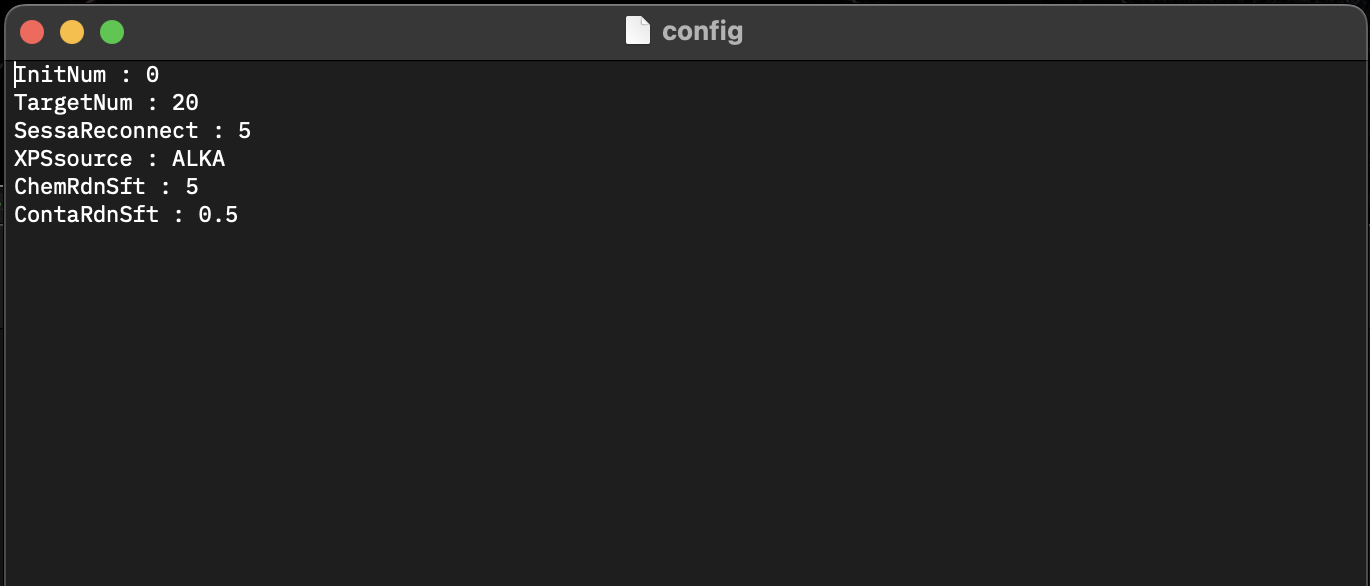 config
InitNum : 0
TargetNum : 20
SessaReconnect : 5
XPSsource : ALKA
ChemRdnSft : 5
ContaRdnSft : 0.5